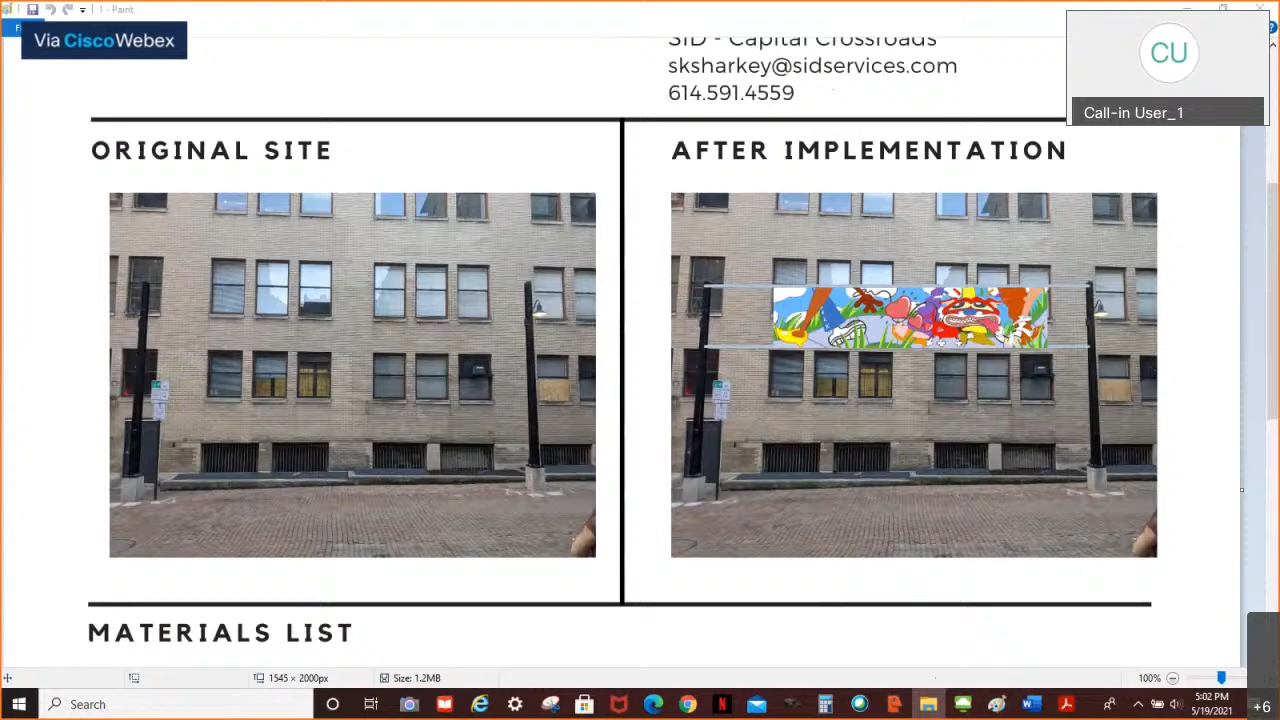 1 - Paint
Via Cisco Webex
SID - Capital Crossroads
sksharkey@sidservices.com
614.591.4559
CU
Call-in User_1
ORIGINAL SITE
AFTER IMPLEMENTATION
MATERIALS LIST
1545 × 2000px
Size: 1.2MB
100%
Search
5:02 PM
5/19/2021
+6